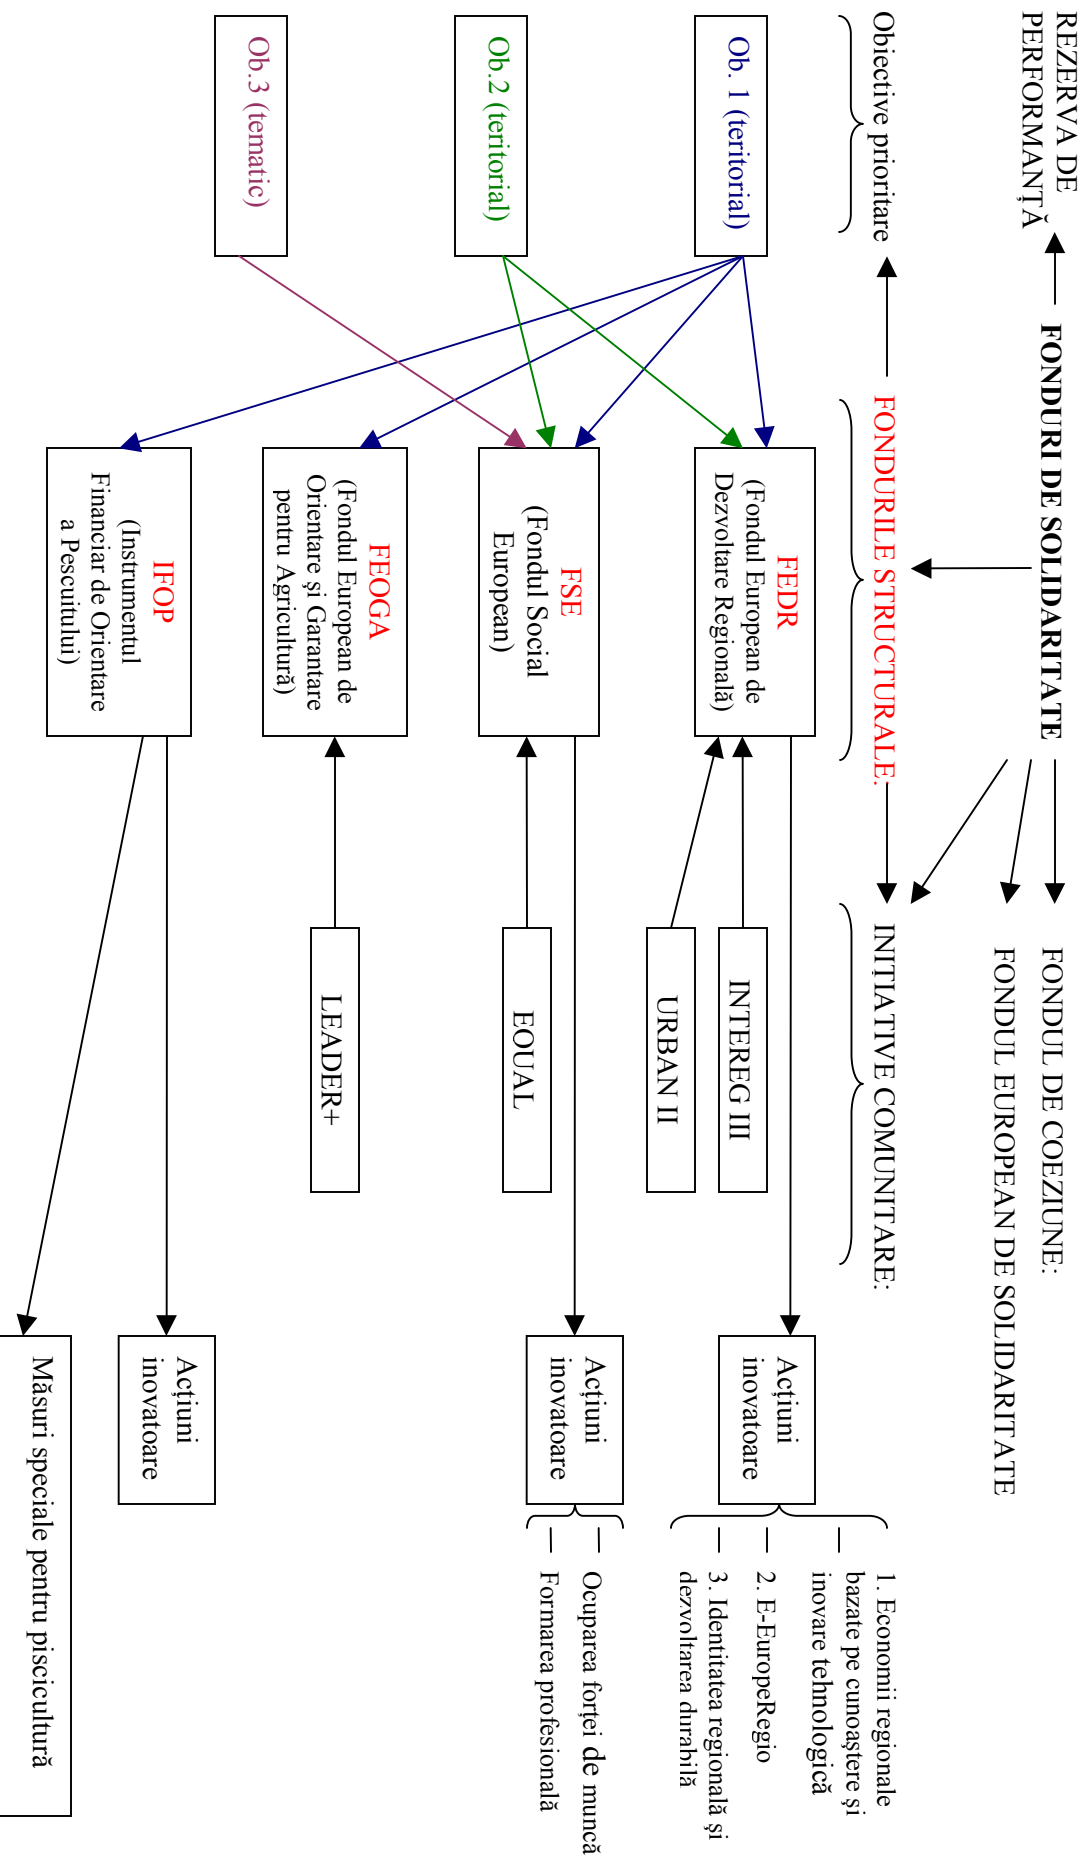 REZERVA DE
PERFORMANȚĂ
FONDURI DE SOLIDARITATE
FONDUL DE COEZIUNE:
FONDUL EUROPEAN DE SOLIDARITATE
Obiective prioritare
FONDURILE STRUCTURALE:
INIȚIATIVE COMUNITARE:
Ob. 1 (teritorial)
FEDR
(Fondul European de
Dezvoltare Regională)
INTEREG III
URBAN II
Acțiuni
inovatoare
1. Economii regionale
bazate pe cunoaștere și
inovare tehnologică
2. E-EuropeRegio
3. Identitatea regională și
dezvoltarea durabilă
Ob.2 (teritorial)
FSE
(Fondul Social
European)
EQUAL
Acțiuni
inovatoare
Ocuparea forței de muncă
Formarea profesională
Ob.3 (tematic)
FEOGA
(Fondul European de
Orientare și Garantare
pentru Agricultură)
LEADER+
IFOP
(Instrumentul
Financiar de Orientare
a Pescuitului)
Acțiuni
inovatoare
Măsuri speciale pentru piscicultură